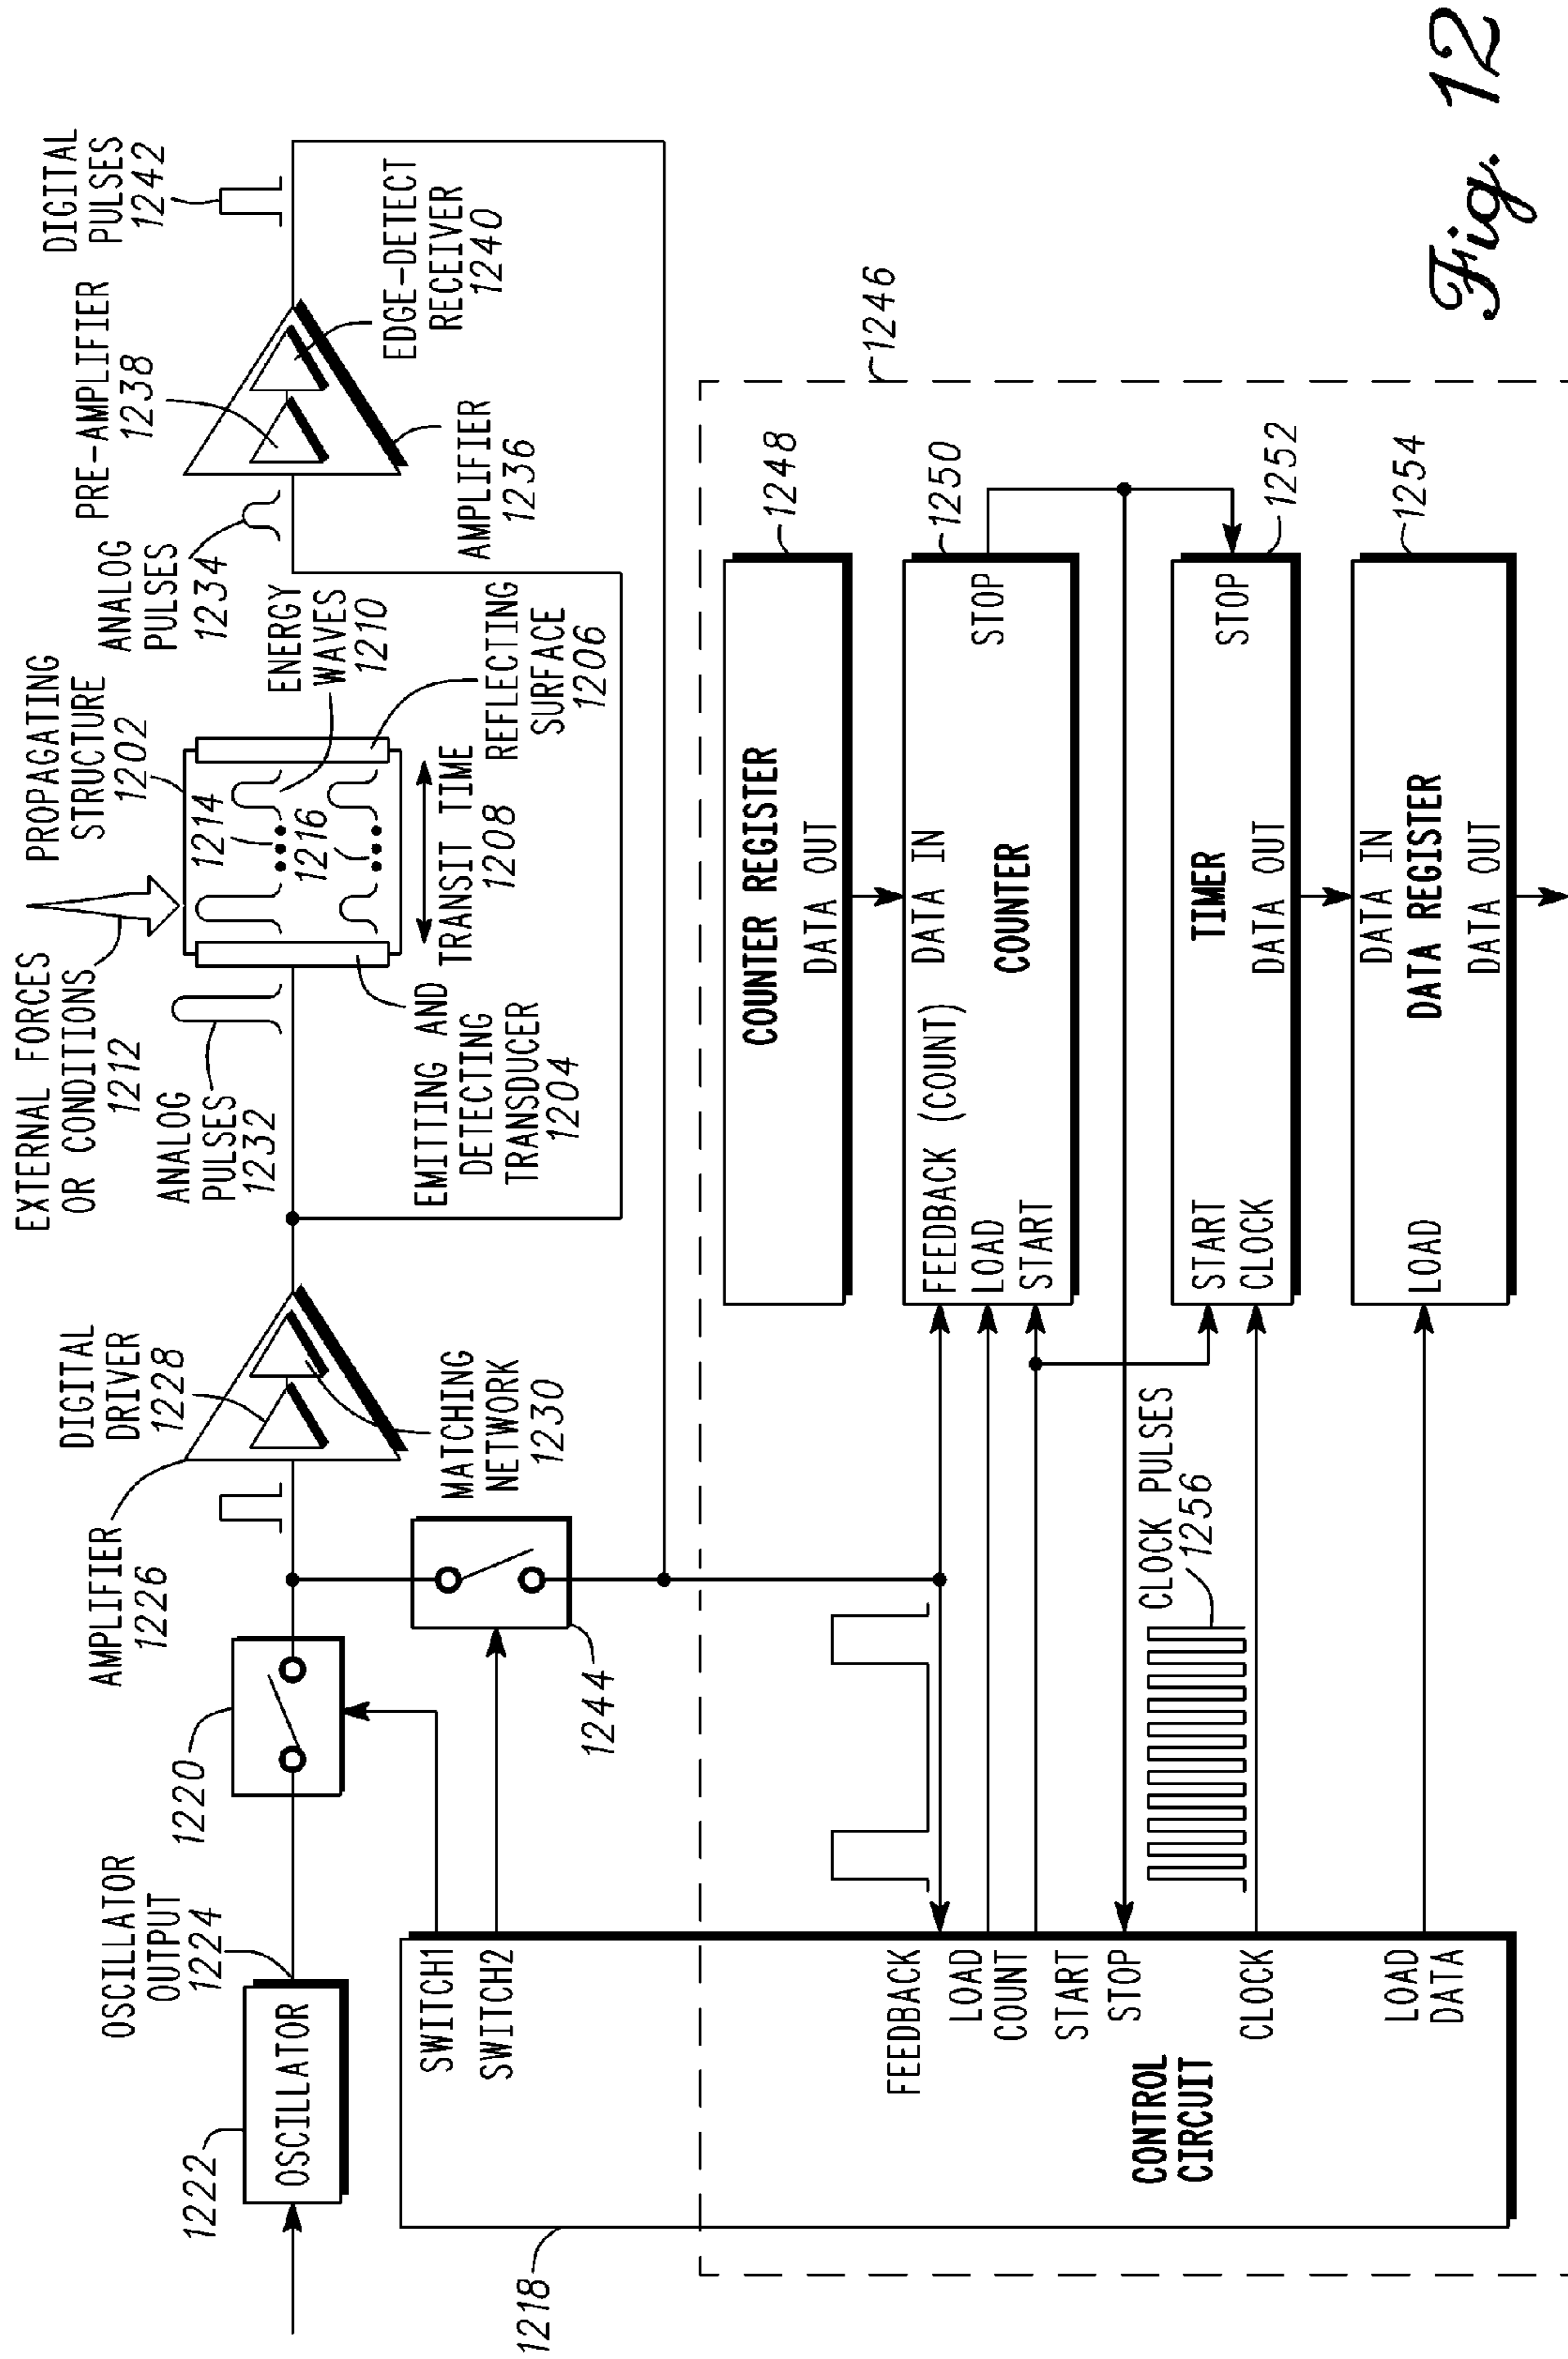 EXTERNAL FORCES
OR CONDITIONS
1212
PROPAGATING
STRUCTURE
1202
DIGITAL
PULSES
1242
OSCILLATOR
OUTPUT
1224
AMPLIFIER
1226
DIGITAL
DRIVER
1228
ANALOG
PULSES
1232
1214
1216
ENERGY
WAVES
1210
ANALOG
PULSES
1234
PRE-AMPLIFIER
1238
1222
OSCILLATOR
1220
MATCHING
NETWORK
1230
EMITTING AND
DETECTING
TRANSDUCER
1204
TRANSIT TIME
1208
REFLECTING
SURFACE
1206
AMPLIFIER
1236
EDGE-DETECT
RECEIVER
1240
1244
1218
SWITCH1
SWITCH2
FEEDBACK
LOAD
COUNT
START
STOP
CLOCK
LOAD
DATA
CONTROL
CIRCUIT
1246
COUNTER REGISTER
DATA OUT
1248
FEEDBACK (COUNT)
DATA IN
LOAD
START
COUNTER
STOP
1250
CLOCK PULSES
1256
START
CLOCK
TIMER
DATA OUT
STOP
1252
LOAD
DATA IN
DATA REGISTER
DATA OUT
1254
Fig. 12